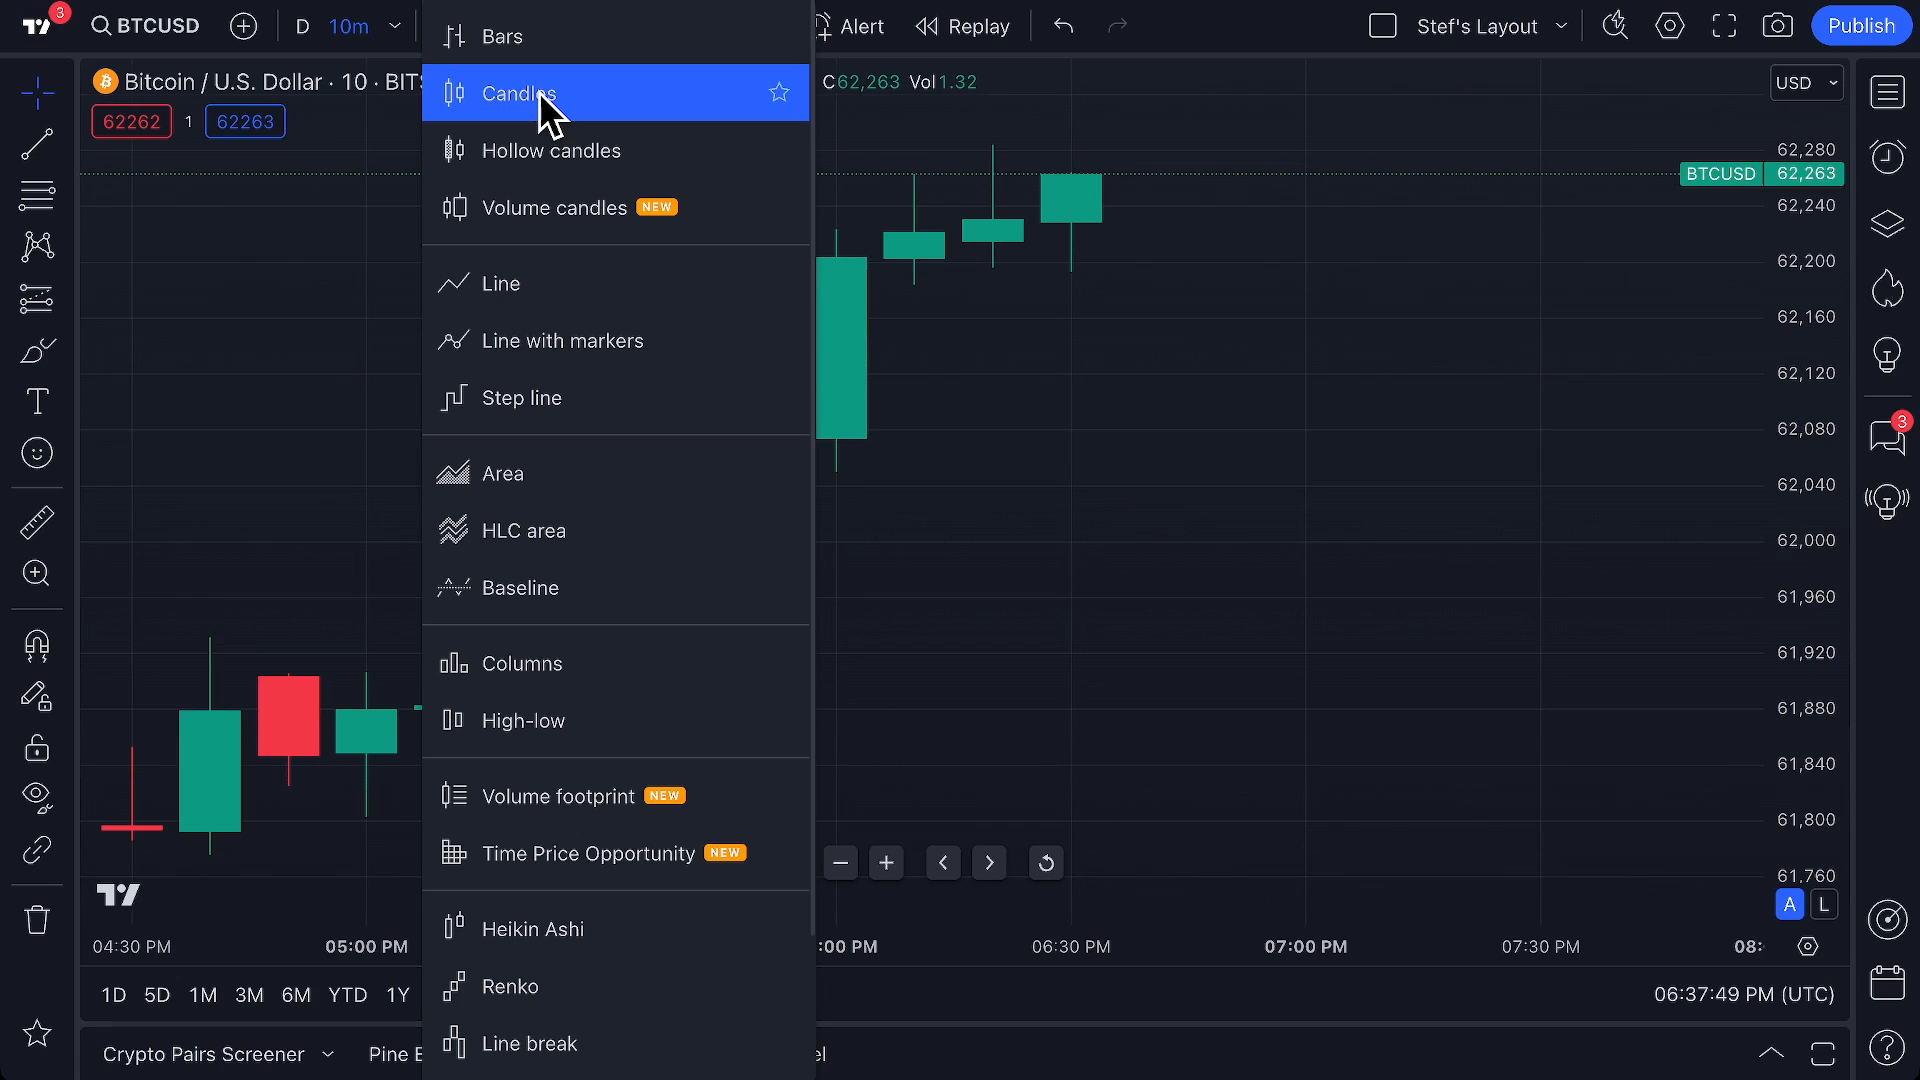 3
BTCUSD
D
10m
Alert
Replay
Stef's Layout
Publish
Bitcoin / U.S. Dollar · 10 · BITS
C62,263 Vol1.32
USD
62262
1
62263
Bars
Candles
Hollow candles
Volume candles NEW
Line
Line with markers
Step line
Area
HLC area
Baseline
Columns
High-low
Volume footprint NEW
Time Price Opportunity NEW
Heikin Ashi
Renko
Line break
62,280
BTCUSD 62,263
62,240
62,200
62,160
62,120
62,080
62,040
62,000
61,960
61,920
61,880
61,840
61,800
61,760
A L
3
04:30 PM
05:00 PM
:00 PM
06:30 PM
07:00 PM
07:30 PM
08:
1D 5D 1M 3M 6M YTD 1Y
06:37:49 PM (UTC)
Crypto Pairs Screener
Pine E
el